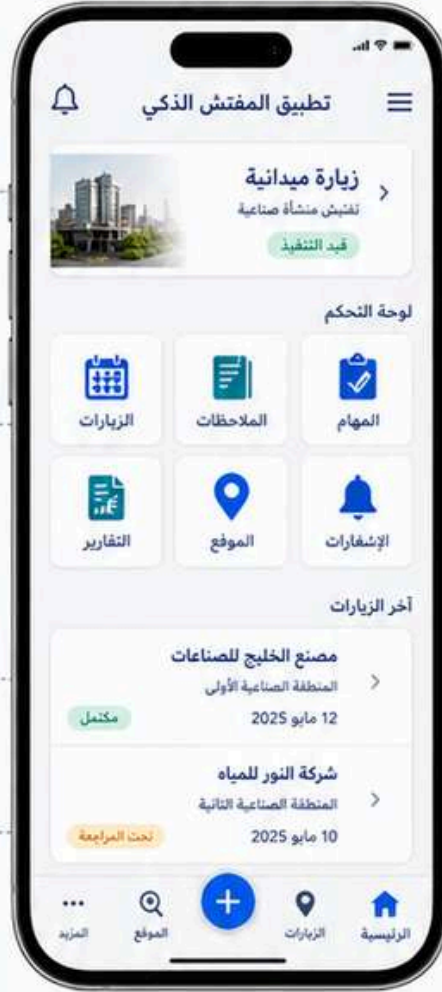 تطبيق المفتش الذكي
زيارة ميدانية
تفتيش منشأة صناعية
قيد التنفيذ
لوحة التحكم
المهام
الملاحظات
الزيارات
الإشعارات
الموقع
التقارير
آخر الزيارات
مصنع الخليج للصناعات
المنطقة الصناعية الأولى
12 مايو 2025
مكتمل
شركة النور للمياه
المنطقة الصناعية الثانية
10 مايو 2025
تحت المراجعة
الرئيسية
الزيارات
الموقع
المزيد